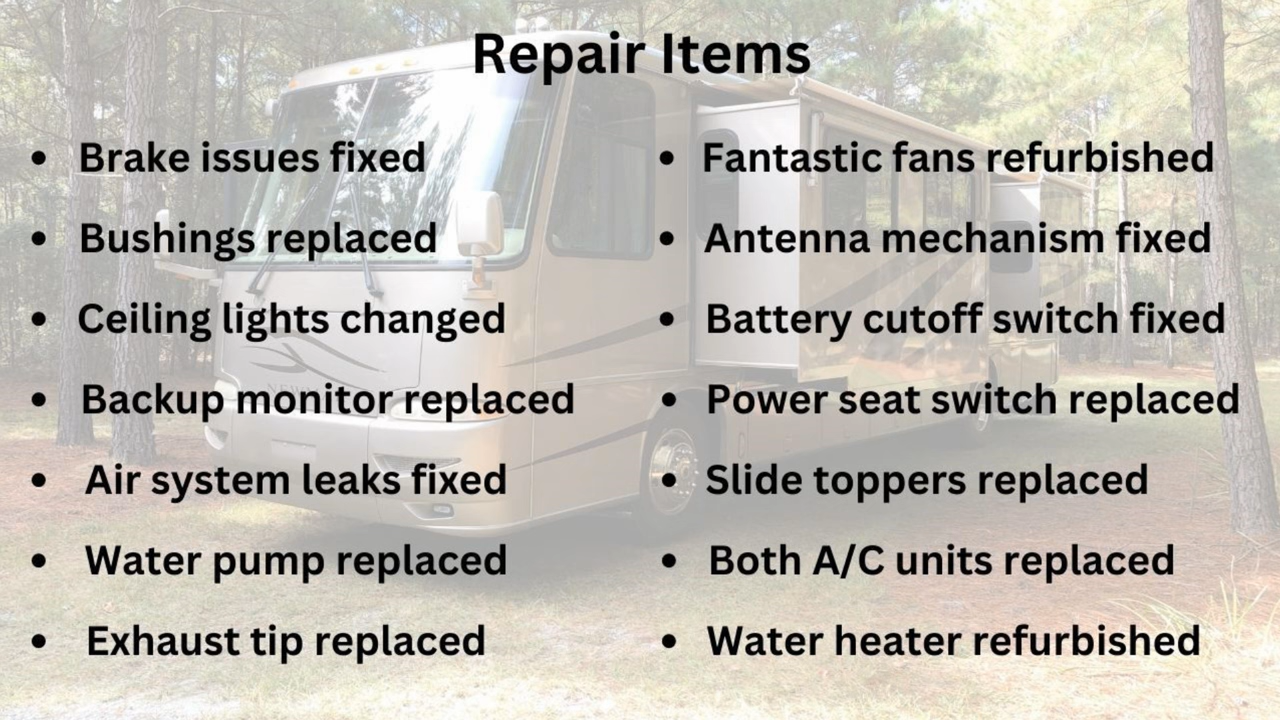 Repair Items
• Brake issues fixed
• Bushings replaced
• Ceiling lights changed
• Backup monitor replaced
• Air system leaks fixed
• Water pump replaced
• Exhaust tip replaced
• Fantastic fans refurbished
• Antenna mechanism fixed
• Battery cutoff switch fixed
• Power seat switch replaced
• Slide toppers replaced
• Both A/C units replaced
• Water heater refurbished